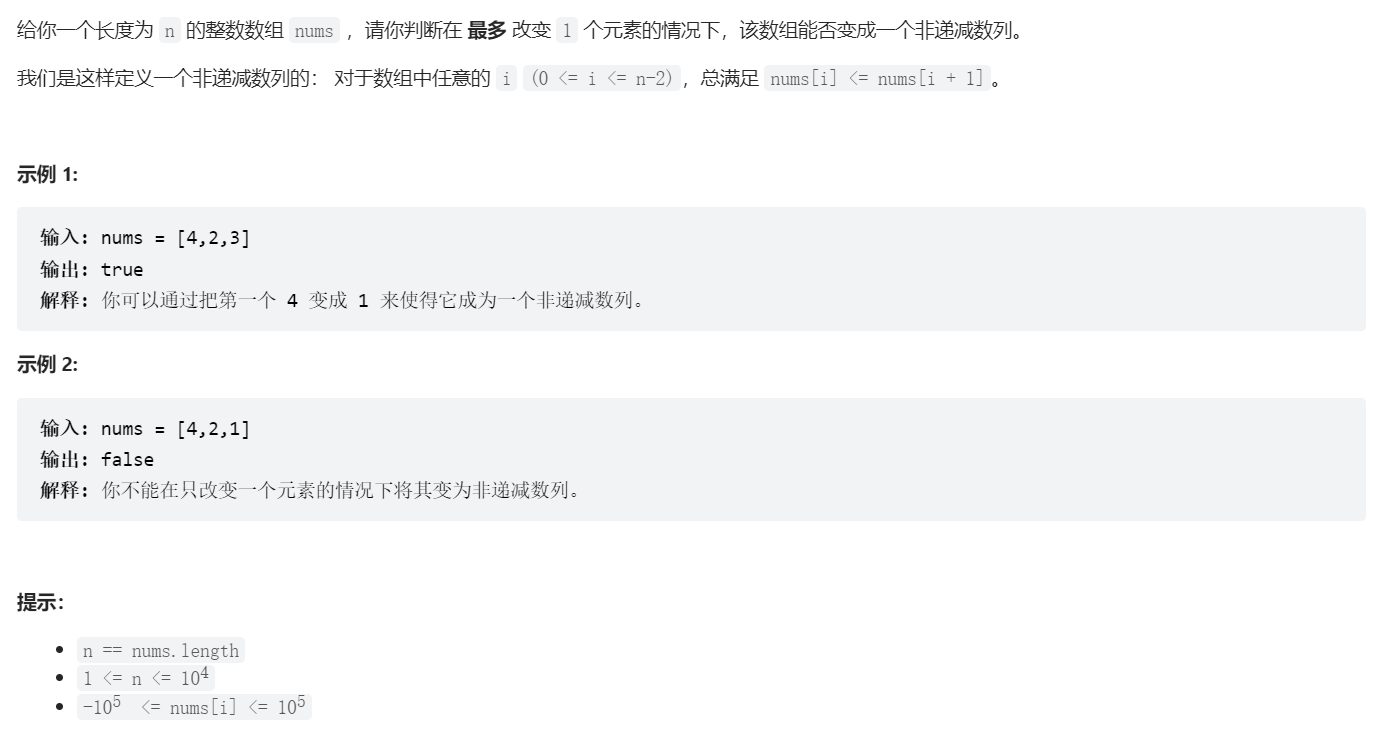 给你一个长度为 n 的整数数组 nums ，请你判断在 最多 改变 1 个元素的情况下，该数组能否变成一个非递减数列。
我们是这样定义一个非递减数列的： 对于数组中任意的 i (0 <= i <= n-2)，总满足 nums[i] <= nums[i + 1]。
示例 1:
输入: nums = [4,2,3]
输出: true
解释: 你可以通过把第一个 4 变成 1 来使得它成为一个非递减数列。
示例 2:
输入: nums = [4,2,1]
输出: false
解释: 你不能在只改变一个元素的情况下将其变为非递减数列。
提示：
• n == nums.length
• 1 <= n <= 10⁴
• -10⁵ <= nums[i] <= 10⁵